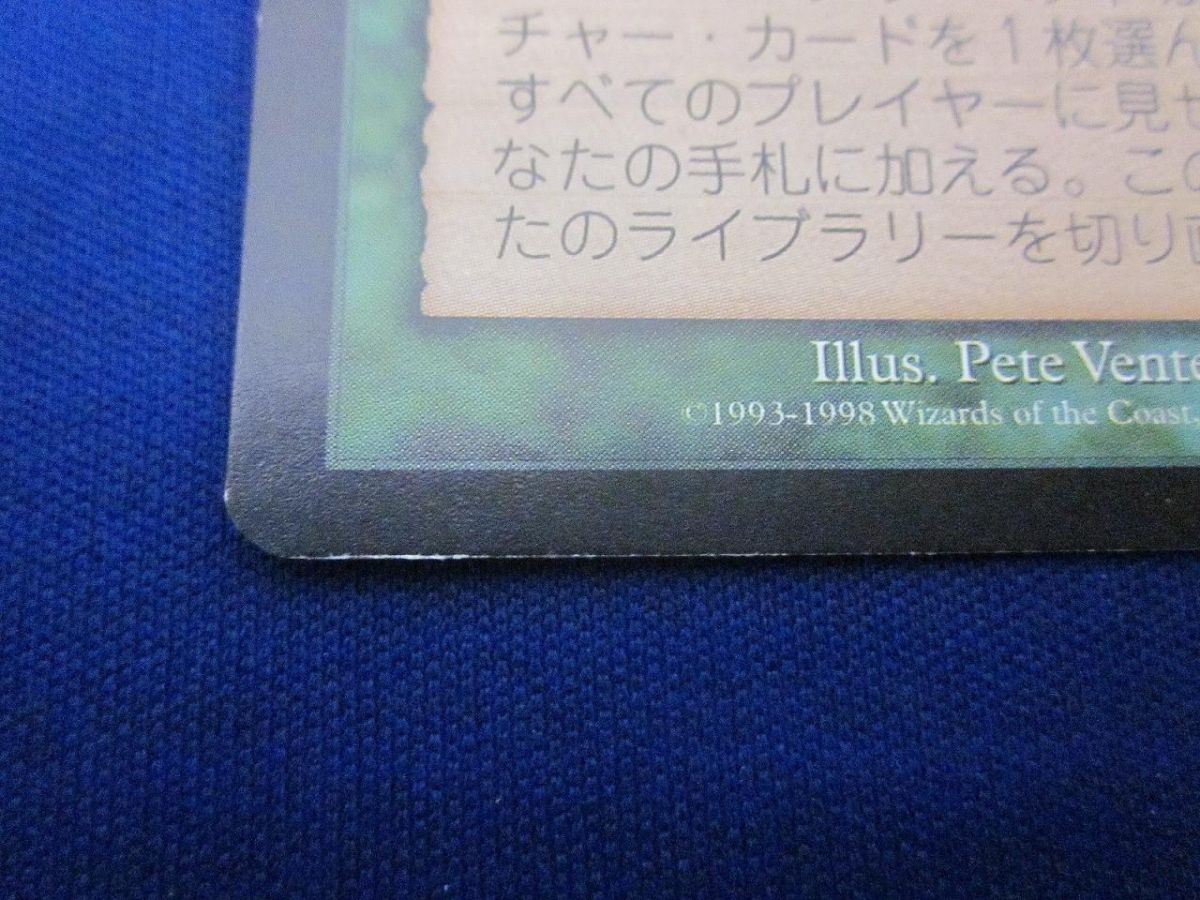 チャー・カードを1枚選ん
すべてのプレイヤーに見せ
なたの手札に加える。この
たのライブラリーを切り直
Illus. Pete Vente
©1993-1998 Wizards of the Coast,